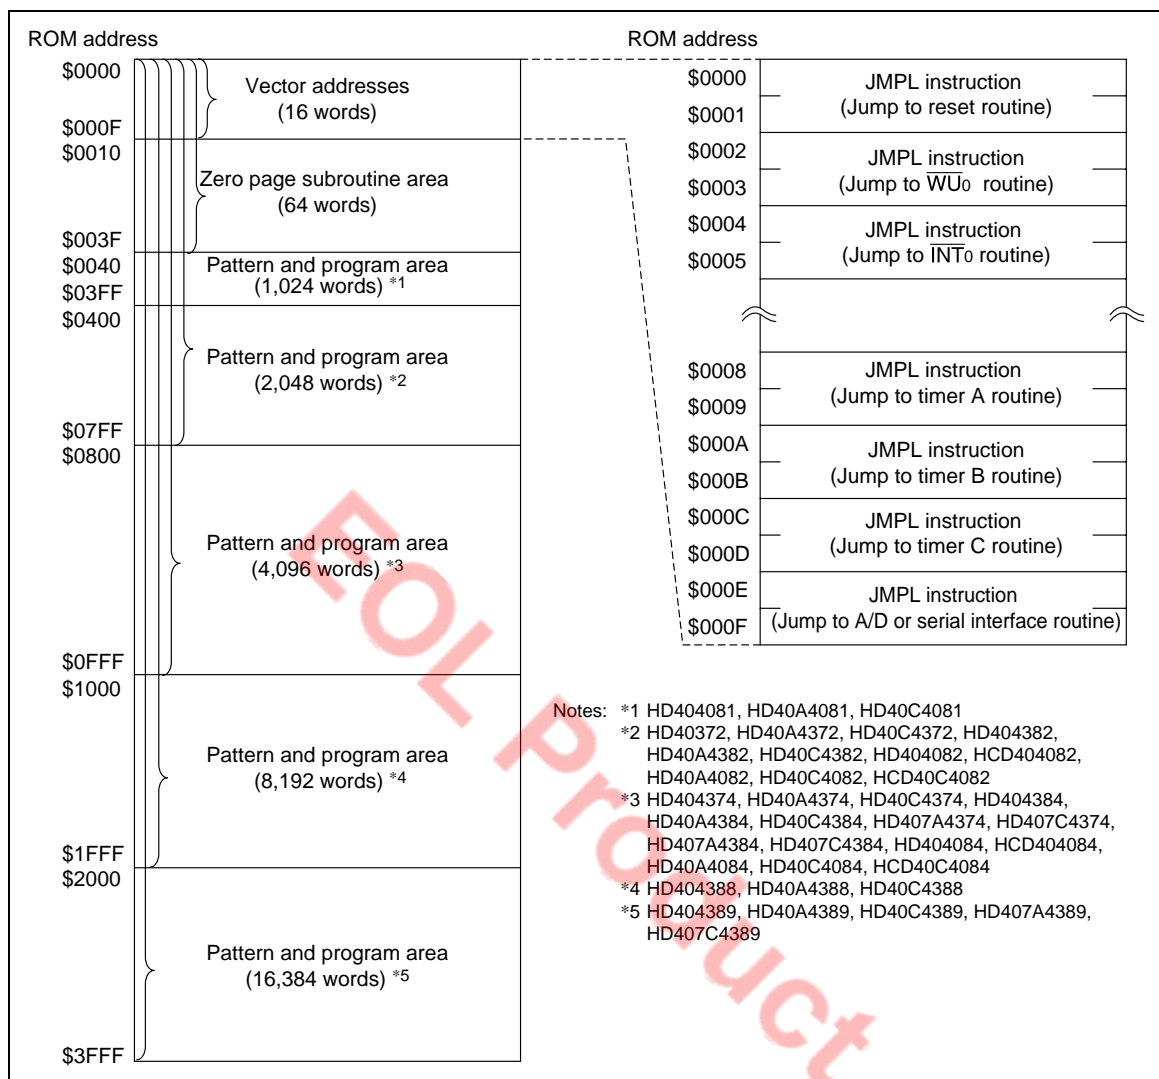 ROM address
$0000
$000F
$0010
$003F
$0040
$03FF
$0400
$07FF
$0800
$0FFF
$1000
$1FFF
$2000
$3FFF
Vector addresses
(16 words)
Zero page subroutine area
(64 words)
Pattern and program area
(1,024 words) *1
Pattern and program area
(2,048 words) *2
Pattern and program area
(4,096 words) *3
Pattern and program area
(8,192 words) *4
Pattern and program area
(16,384 words) *5
ROM address
$0000
$0001
$0002
$0003
$0004
$0005
$0008
$0009
$000A
$000B
$000C
$000D
$000E
$000F
JMPL instruction
(Jump to reset routine)
JMPL instruction
(Jump to W̅U̅0 routine)
JMPL instruction
(Jump to I̅N̅T̅0 routine)
JMPL instruction
(Jump to timer A routine)
JMPL instruction
(Jump to timer B routine)
JMPL instruction
(Jump to timer C routine)
JMPL instruction
(Jump to A/D or serial interface routine)
Notes: *1 HD404081, HD40A4081, HD40C4081
*2 HD40372, HD40A4372, HD40C4372, HD404382,
HD40A4382, HD40C4382, HD404082, HCD404082,
HD40A4082, HD40C4082, HCD40C4082
*3 HD404374, HD40A4374, HD40C4374, HD404384,
HD40A4384, HD40C4384, HD407A4374, HD407C4374,
HD407A4384, HD407C4384, HD404084, HCD404084,
HD40A4084, HD40C4084, HCD40C4084
*4 HD404388, HD40A4388, HD40C4388
*5 HD404389, HD40A4389, HD40C4389, HD407A4389,
HD407C4389
EOL Product